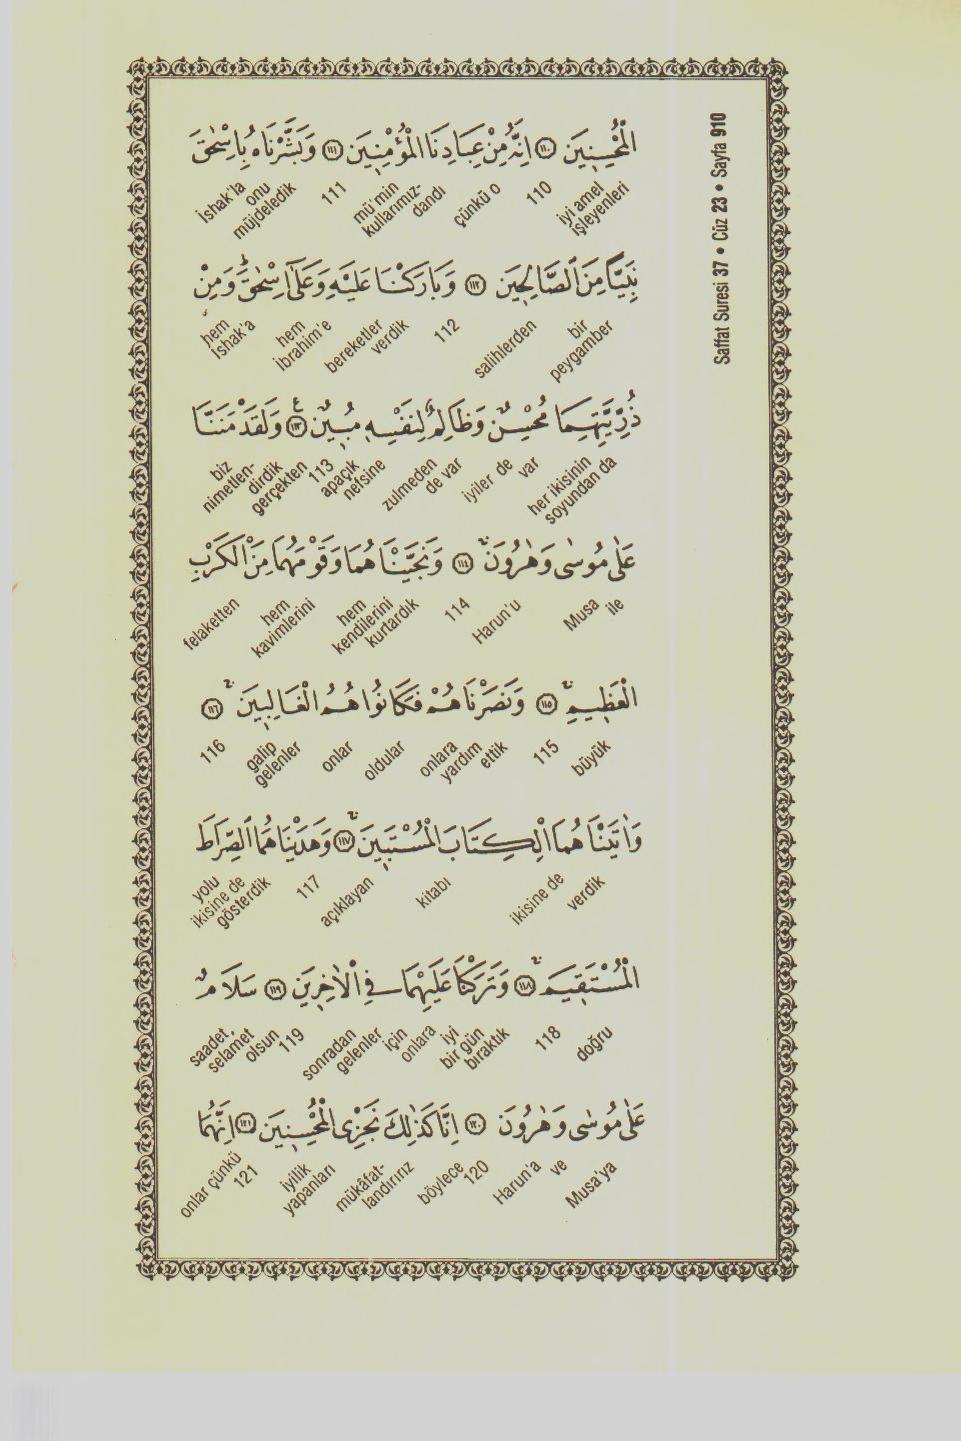 Saffat Suresi 37 • Cüz 23 • Sayfa 910
الْمُحْسِنِينَ ﴿١١٠﴾ اِنَّهُ مِنْ عِبَادِنَا الْمُؤْمِنِينَ ﴿١١١﴾ وَبَشَّرْنَاهُ بِاِسْحٰقَ
iyi amel işleyenleri 110 çünkü o mü'min kullarımız-dandı 111 müjdeledik onu İshak'la
نَبِيًّا مِنَ الصَّالِحِينَ ﴿١١٢﴾ وَبَارَكْنَا عَلَيْهِ وَعَلٰٓى اِسْحٰقَۜ وَمِنْ
bir peygamber salihlerden 112 bereketler verdik hem İbrahim'e hem İshak'a
ذُرِّيَّتِهِمَا مُحْسِنٌ وَظَالِمٌ لِنَفْسِهِ مُبِينٌ ﴿١١٣﴾ وَلَقَدْ مَنَنَّا
her ikisinin soyundan da var iyiler de zulmeden de var nefsine apaçık 113 gerçekten biz nimetlen-dirdik
عَلٰى مُوسٰى وَهٰرُونَ ﴿١١٤﴾ وَنَجَّيْنَاهُمَا وَقَوْمَهُمَا مِنَ الْكَرْبِ
ile Musa Harun'u 114 hem kendilerini kurtardık hem kavimlerini felaketten
الْعَظِيمِ ﴿١١٥﴾ وَنَصَرْنَاهُمْ فَكَانُوا هُمُ الْغَالِبِينَ ﴿١١٦﴾
büyük 115 onlara yardım ettik oldular onlar galip gelenler 116
وَاٰتَيْنَاهُمَا الْكِتَابَ الْمُسْتَبِينَ ﴿١١٧﴾ وَهَدَيْنَاهُمَا الصِّرَاطَ
verdik ikisine de kitabı açıklayan 117 yolu ikisine de gösterdik
الْمُسْتَقِيمَ ﴿١١٨﴾ وَتَرَكْنَا عَلَيْهِمَا فِي الْاٰخِرِينَ ﴿١١٩﴾ سَلَامٌ
doğru 118 iyi bir gün bıraktık için onlara sonradan gelenler 119 saadet, selamet olsun
عَلٰى مُوسٰى وَهٰرُونَ ﴿١٢٠﴾ اِنَّا كَذٰلِكَ نَجْزِى الْمُحْسِنِينَ ﴿١٢١﴾ اِنَّهُمَا
Musa'ya ve Harun'a 120 böylece mükâfat-landırırız iyilik yapanları 121 onlar çünkü